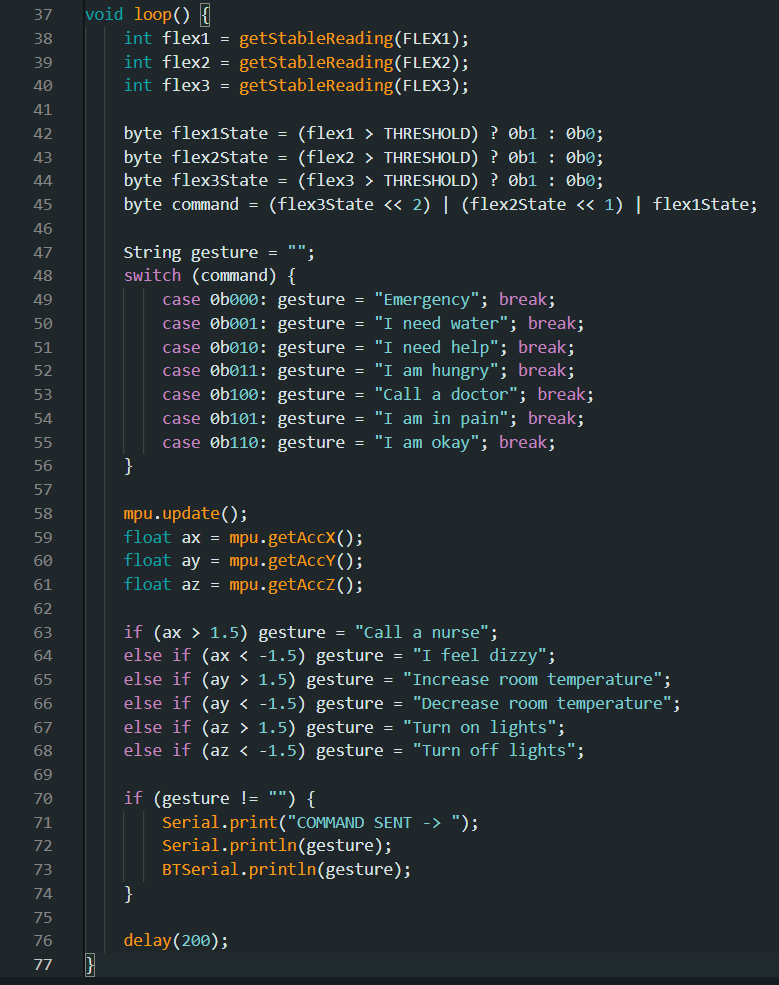 37 void loop() {
38     int flex1 = getStableReading(FLEX1);
39     int flex2 = getStableReading(FLEX2);
40     int flex3 = getStableReading(FLEX3);
41
42     byte flex1State = (flex1 > THRESHOLD) ? 0b1 : 0b0;
43     byte flex2State = (flex2 > THRESHOLD) ? 0b1 : 0b0;
44     byte flex3State = (flex3 > THRESHOLD) ? 0b1 : 0b0;
45     byte command = (flex3State << 2) | (flex2State << 1) | flex1State;
46
47     String gesture = "";
48     switch (command) {
49         case 0b000: gesture = "Emergency"; break;
50         case 0b001: gesture = "I need water"; break;
51         case 0b010: gesture = "I need help"; break;
52         case 0b011: gesture = "I am hungry"; break;
53         case 0b100: gesture = "Call a doctor"; break;
54         case 0b101: gesture = "I am in pain"; break;
55         case 0b110: gesture = "I am okay"; break;
56     }
57
58     mpu.update();
59     float ax = mpu.getAccX();
60     float ay = mpu.getAccY();
61     float az = mpu.getAccZ();
62
63     if (ax > 1.5) gesture = "Call a nurse";
64     else if (ax < -1.5) gesture = "I feel dizzy";
65     else if (ay > 1.5) gesture = "Increase room temperature";
66     else if (ay < -1.5) gesture = "Decrease room temperature";
67     else if (az > 1.5) gesture = "Turn on lights";
68     else if (az < -1.5) gesture = "Turn off lights";
69
70     if (gesture != "") {
71         Serial.print("COMMAND SENT -> ");
72         Serial.println(gesture);
73         BTSerial.println(gesture);
74     }
75
76     delay(200);
77 }